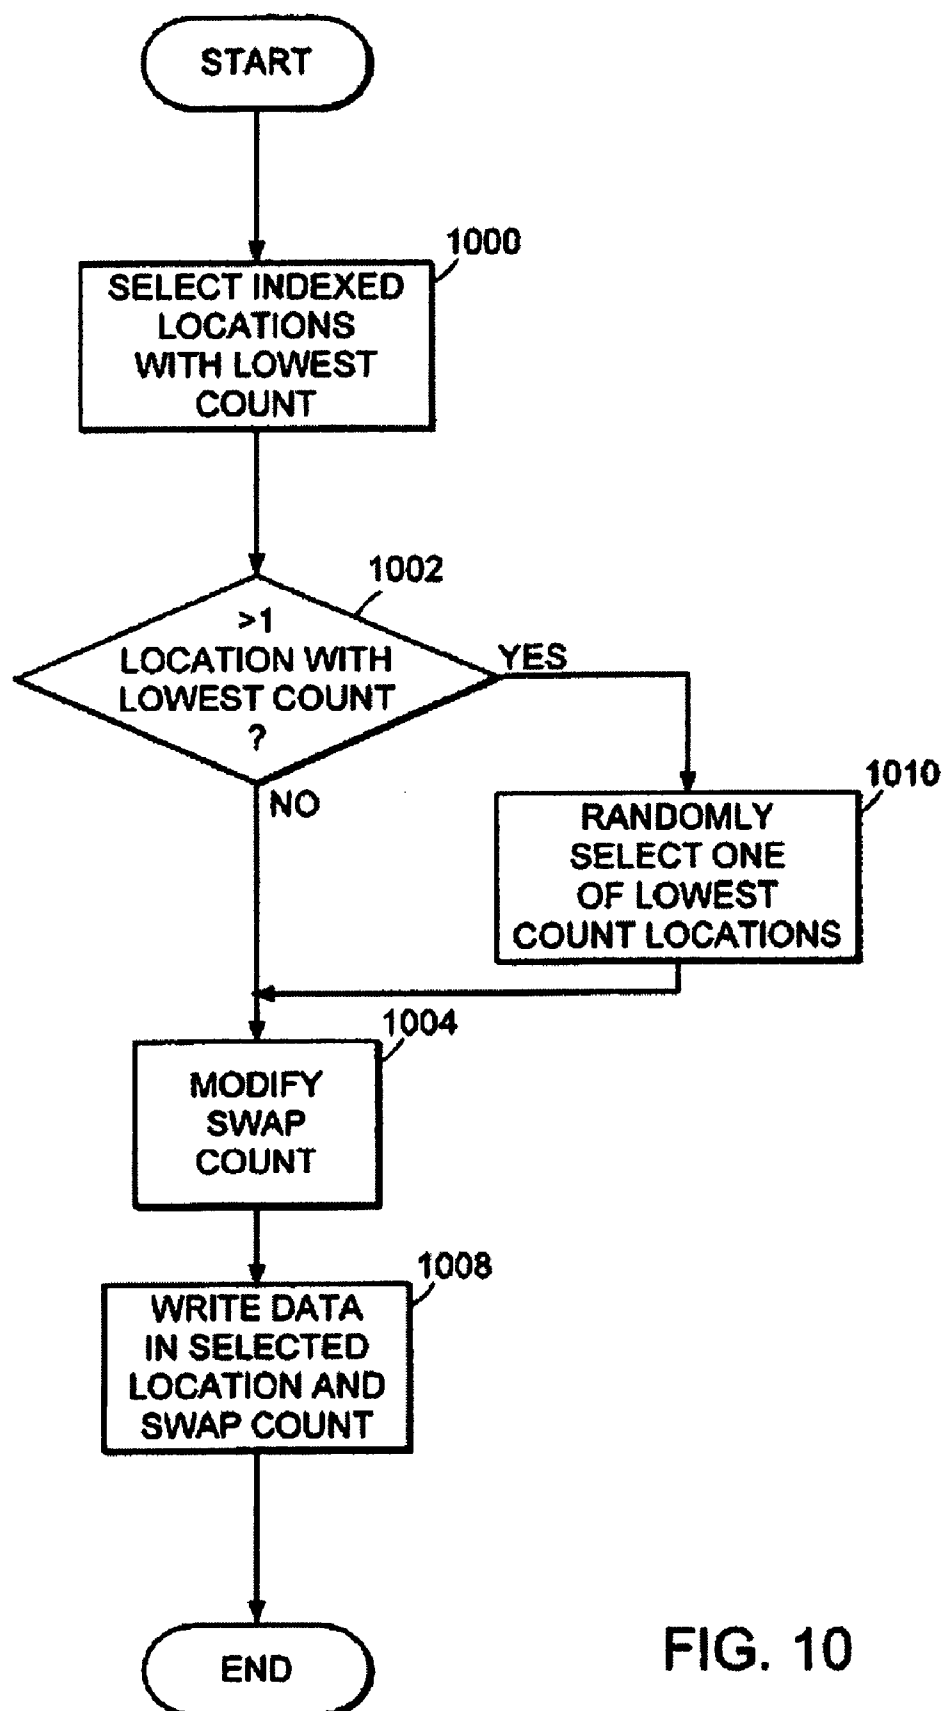 START
1000
SELECT INDEXED
LOCATIONS
WITH LOWEST
COUNT
1002
>1
LOCATION WITH
LOWEST COUNT
?
YES
NO
1010
RANDOMLY
SELECT ONE
OF LOWEST
COUNT LOCATIONS
1004
MODIFY
SWAP
COUNT
1008
WRITE DATA
IN SELECTED
LOCATION AND
SWAP COUNT
END
FIG. 10